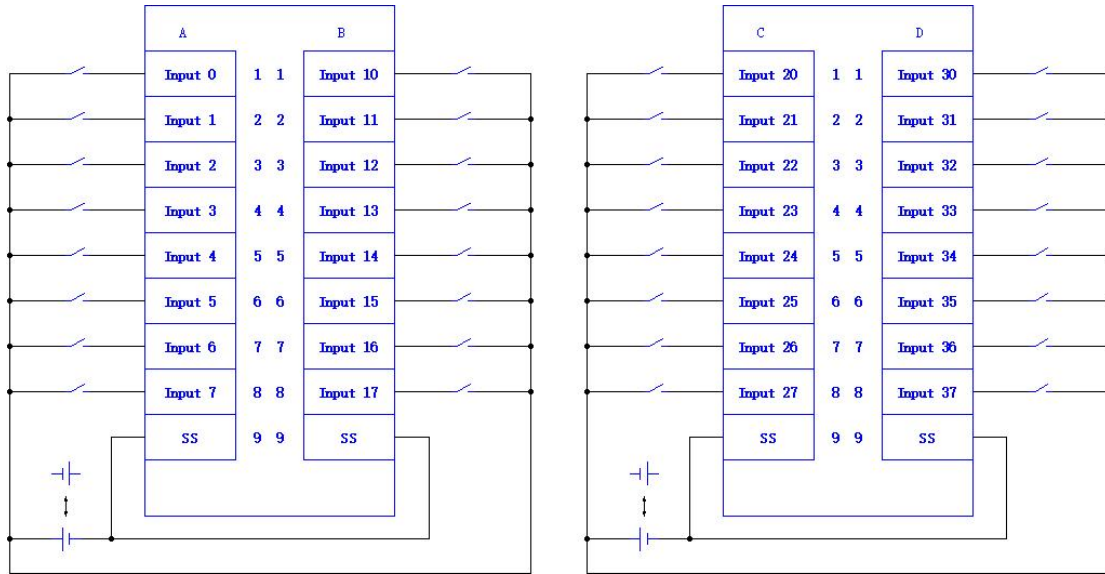 A B C D
Input 0 1 1 Input 10 Input 20 1 1 Input 30
Input 1 2 2 Input 11 Input 21 2 2 Input 31
Input 2 3 3 Input 12 Input 22 3 3 Input 32
Input 3 4 4 Input 13 Input 23 4 4 Input 33
Input 4 5 5 Input 14 Input 24 5 5 Input 34
Input 5 6 6 Input 15 Input 25 6 6 Input 35
Input 6 7 7 Input 16 Input 26 7 7 Input 36
Input 7 8 8 Input 17 Input 27 8 8 Input 37
SS 9 9 SS SS 9 9 SS